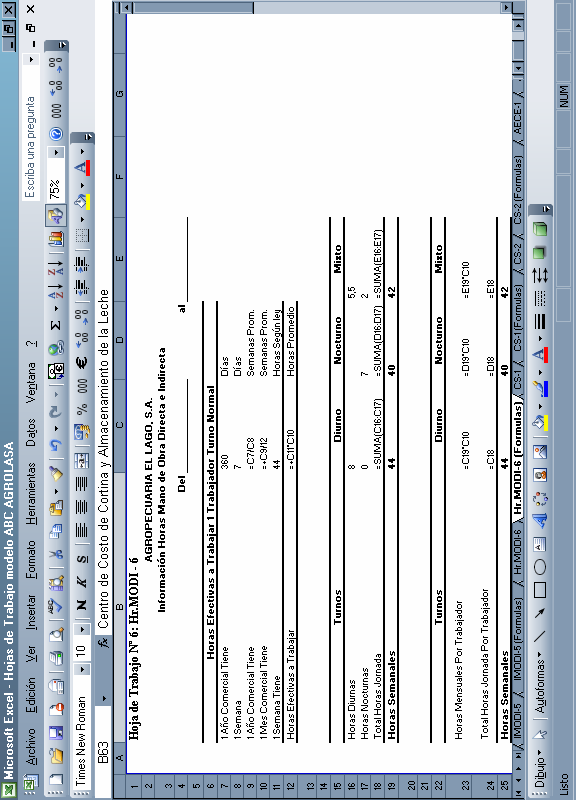 Microsoft Excel - Hojas de Trabajo modelo ABC AGROLASA
Archivo Edición Ver Insertar Formato Herramientas Datos Ventana ?
Escriba una pregunta
75%
Times New Roman 10 N K S % 000 €
B63 fx Centro de Costo de Cortina y Almacenamiento de la Leche
A B C D E F G
1 Hoja de Trabajo Nº 6: Hr.MODI - 6
2 AGROPECUARIA EL LAGO, S.A.
3 Información Horas Mano de Obra Directa e Indirecta
4 Del al
5
6 Horas Efectivas a Trabajar 1 Trabajador Turno Normal
7 1Año Comercial Tiene 360 Días
8 1Semana 7 Días
9 1Año Comercial Tiene =C7/C8 Semanas Prom.
10 1Mes Comercial Tiene =+C9/12 Semanas Prom.
11 1Semana Tiene 44 Horas Según ley
12 Horas Efectivas a Trabajar =+C11*C10 Horas Promedio
13
14
15 Turnos Diurno Nocturno Mixto
16 Horas Diurnas 8 5,5
17 Horas Nocturnas 0 7 2
18 Total Horas Jornada =SUMA(C16:C17) =SUMA(D16:D17) =SUMA(E16:E17)
19 Horas Semanales 44 40 42
20
21
22 Turnos Diurno Nocturno Mixto
23 Horas Mensuales Por Trabajador =C19*C10 =D19*C10 =E19*C10
24 Total Horas Jornada Por Trabajador =C18 =D18 =E18
25 Horas Semanales 44 40 42
MODI-5 MODI-5 (Formulas) Hr.MODI-6 Hr.MODI-6 (Formulas) CS-1 CS-1(Formulas) CS-2 CS-2 (Formulas) AECE-1
Dibujo Autoformas
Listo NUM